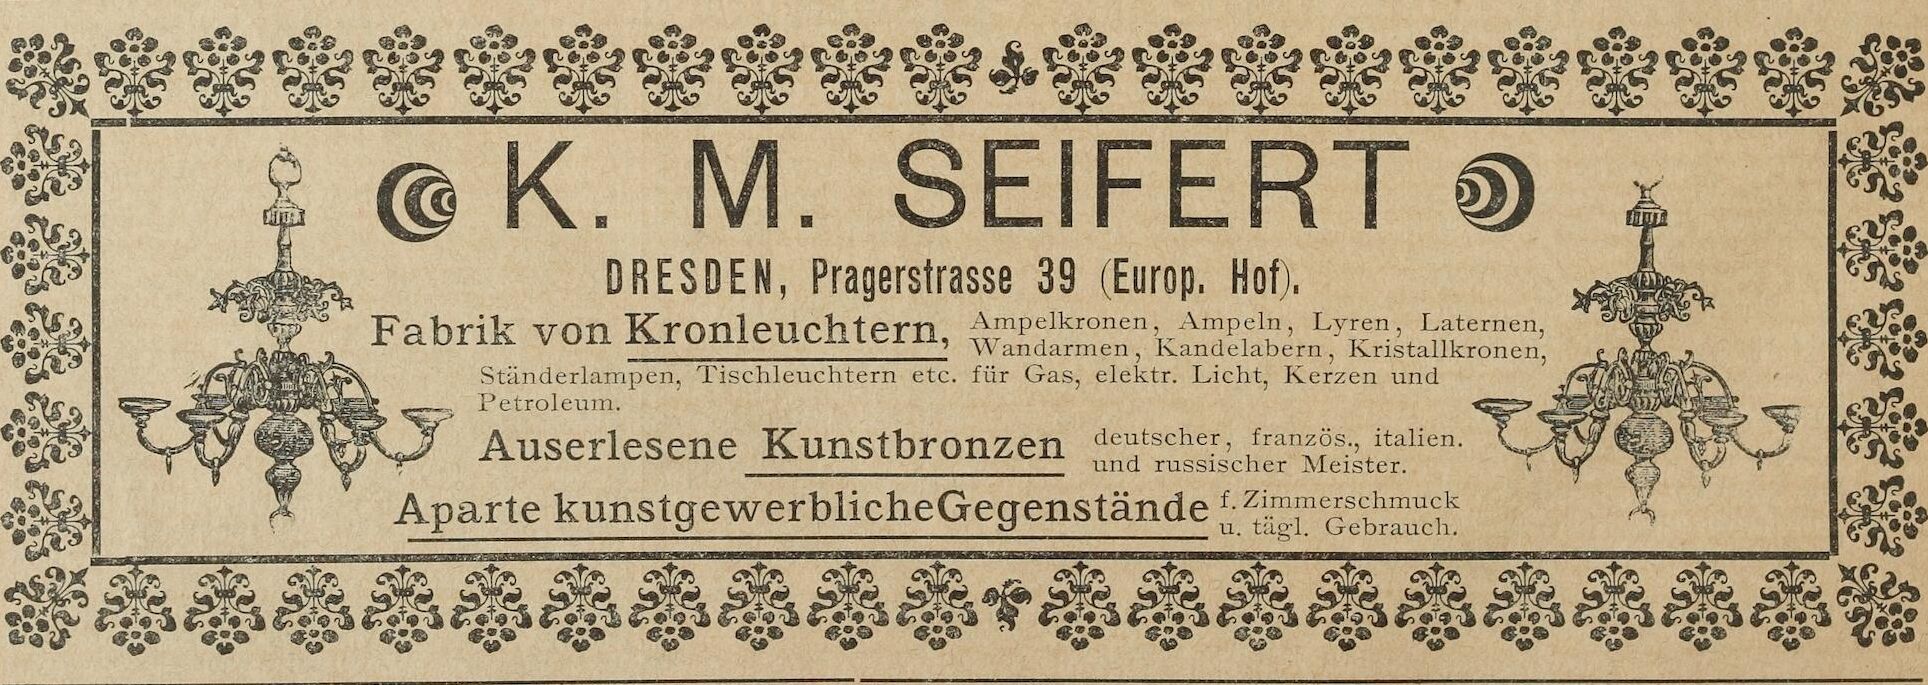 K. M. SEIFERT
DRESDEN, Pragerstrasse 39 (Europ. Hof).
Fabrik von Kronleuchtern, Ampelkronen, Ampeln, Lyren, Laternen,
Wandarmen, Kandelabern, Kristallkronen,
Ständerlampen, Tischleuchtern etc. für Gas, elektr. Licht, Kerzen und
Petroleum.
Auserlesene Kunstbronzen deutscher, französ., italien.
und russischer Meister.
Aparte kunstgewerbliche Gegenstände f. Zimmerschmuck
u. tägl. Gebrauch.